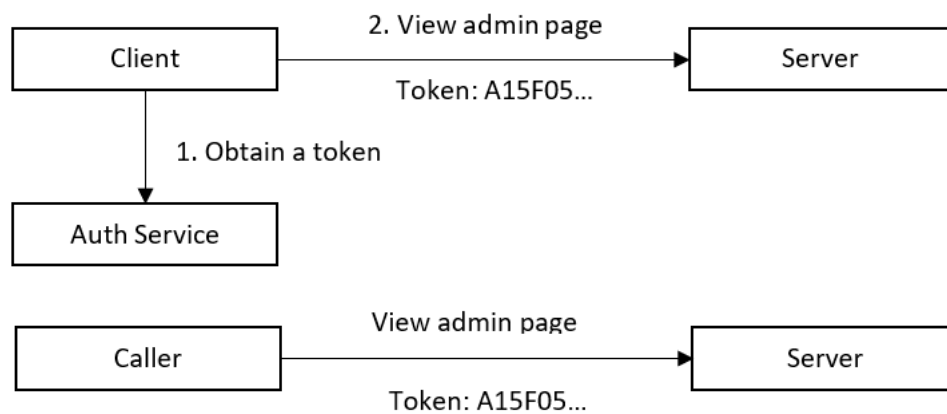 2. View admin page
Client
Server
Token: A15F05...
1. Obtain a token
Auth Service
View admin page
Caller
Server
Token: A15F05...